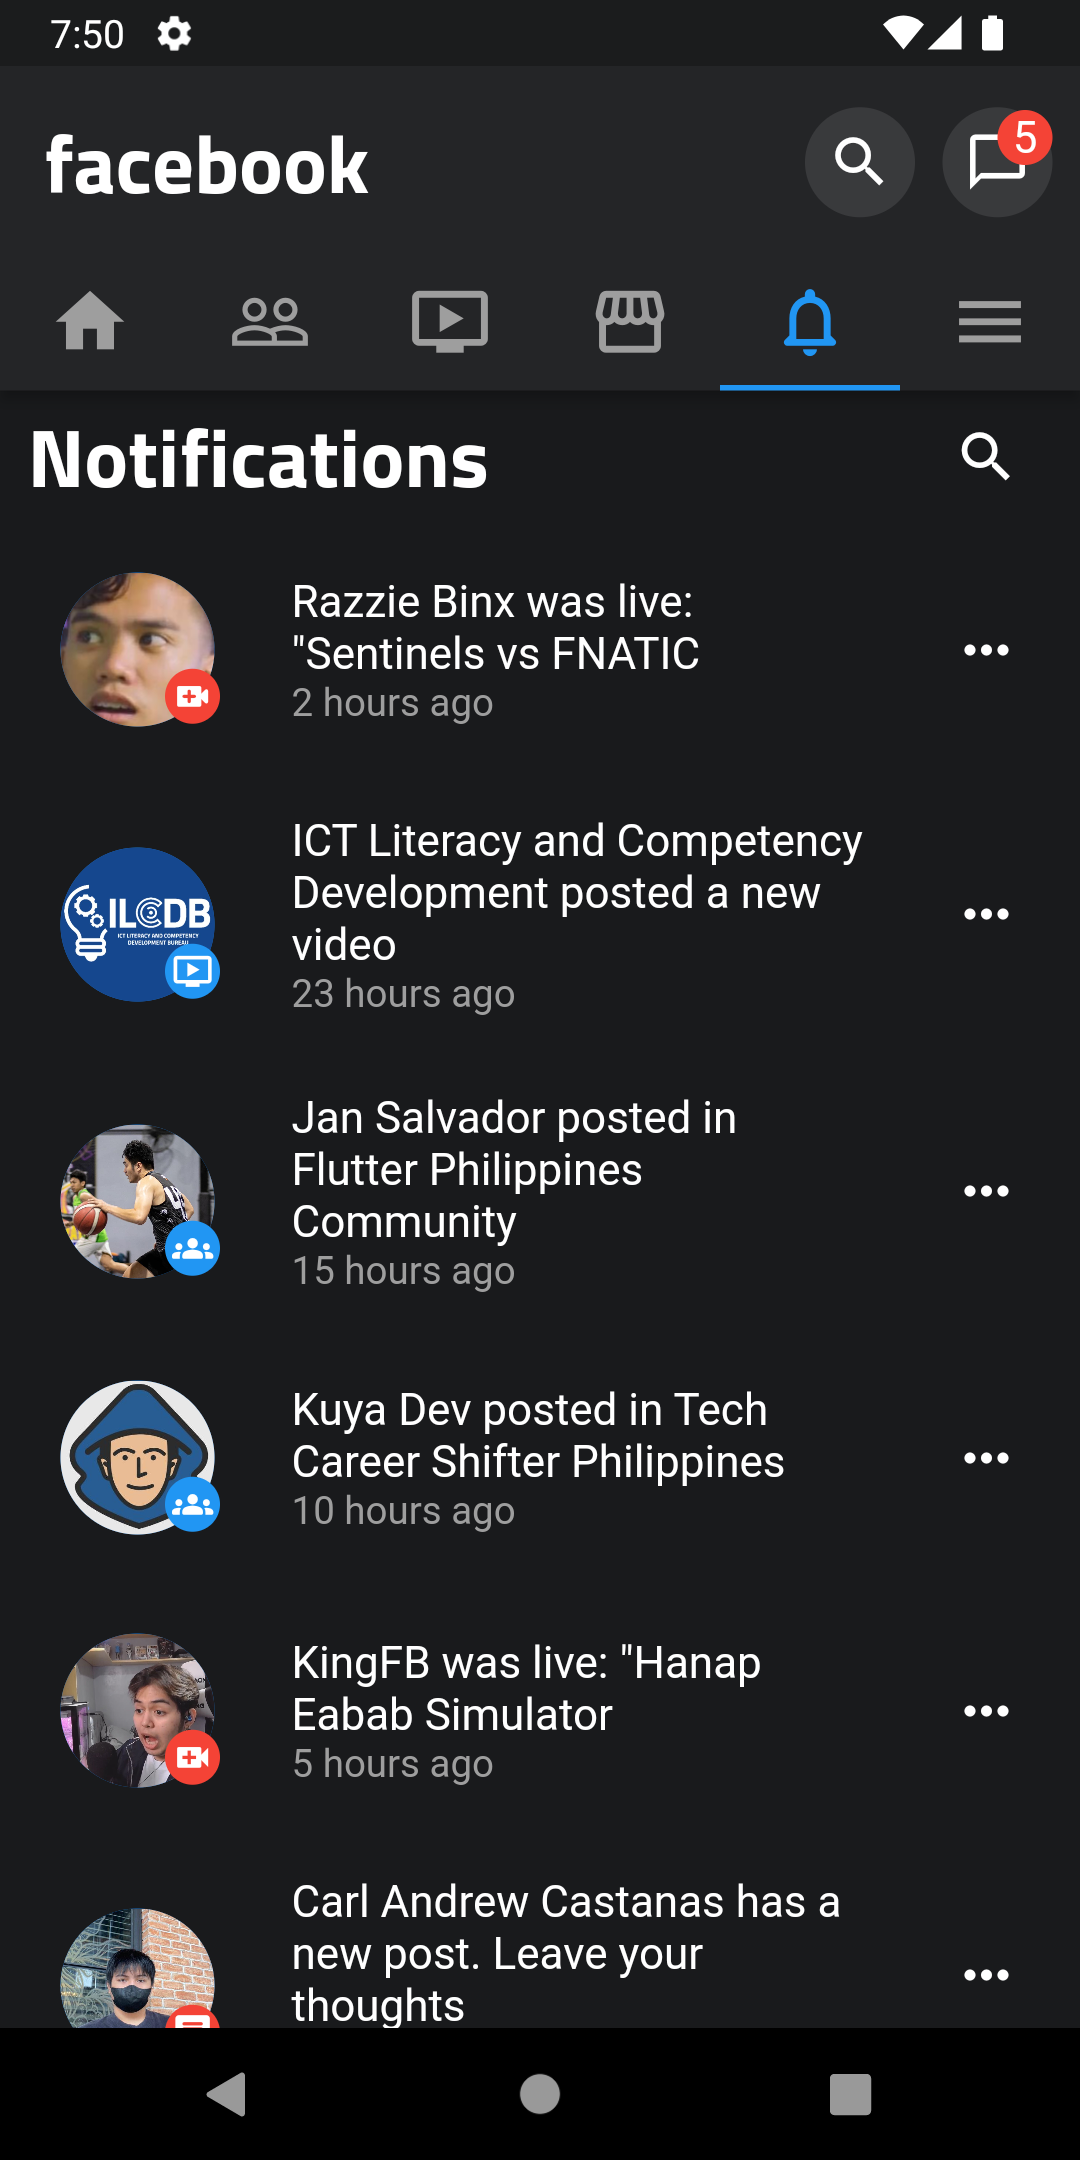 7:50
facebook
5
Notifications
Razzie Binx was live:
"Sentinels vs FNATIC
2 hours ago
ICT Literacy and Competency
Development posted a new
video
23 hours ago
ILCDB
ICT LITERACY AND COMPETENCY
DEVELOPMENT BUREAU
Jan Salvador posted in
Flutter Philippines
Community
15 hours ago
Kuya Dev posted in Tech
Career Shifter Philippines
10 hours ago
KingFB was live: "Hanap
Eabab Simulator
5 hours ago
Carl Andrew Castanas has a
new post. Leave your
thoughts